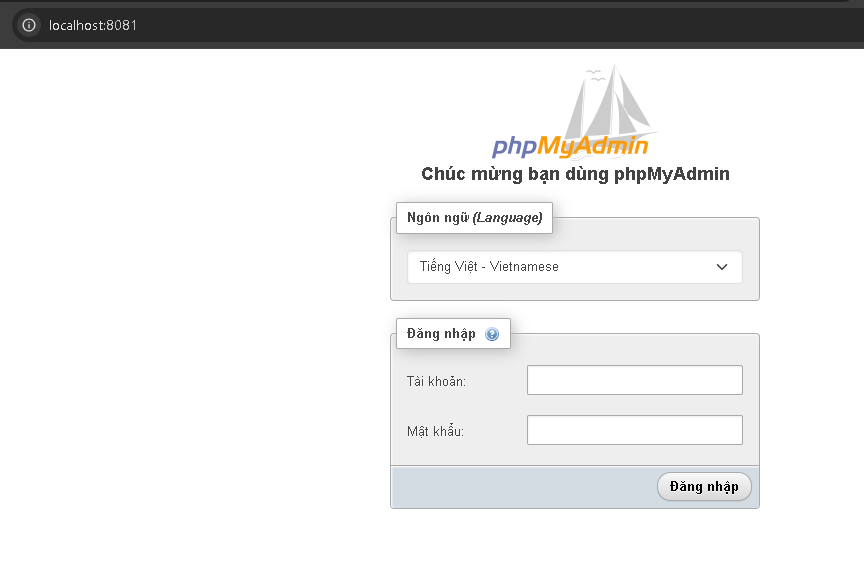 localhost:8081
phpMyAdmin
Chúc mừng bạn dùng phpMyAdmin
Ngôn ngữ (Language)
Tiếng Việt - Vietnamese
Đăng nhập
Tài khoản:
Mật khẩu:
Đăng nhập